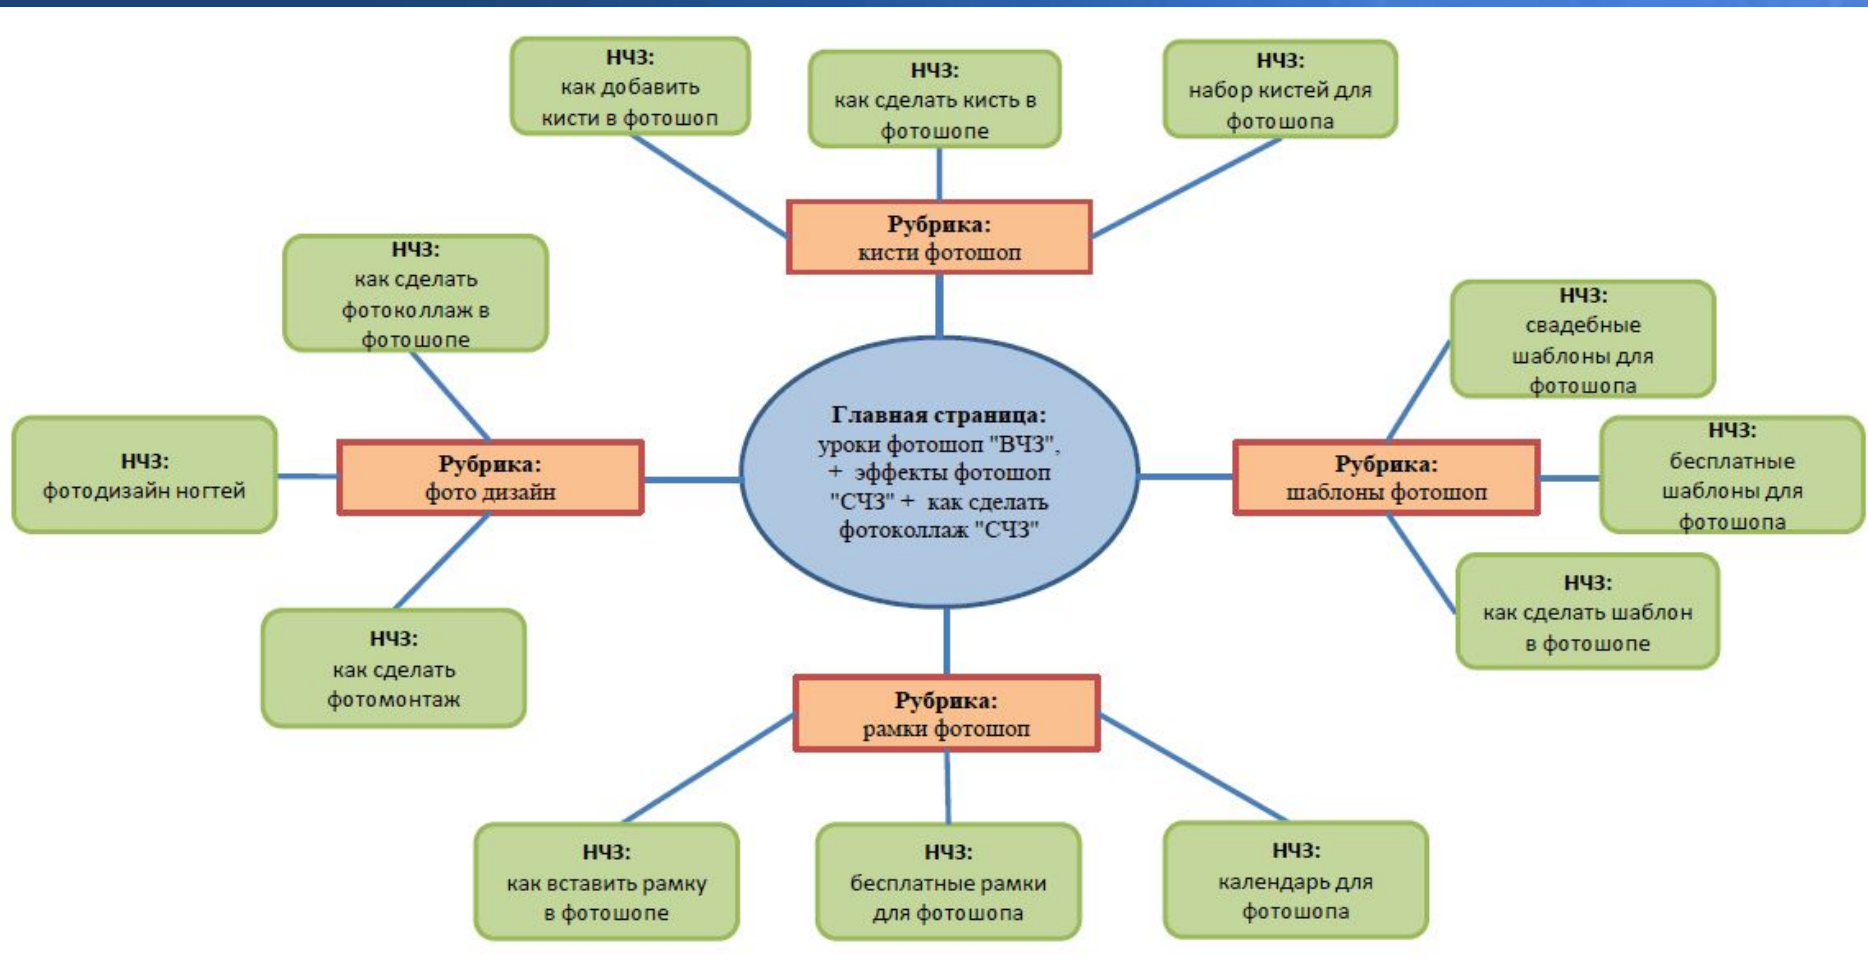 НЧЗ:
как добавить
кисти в фотошоп
НЧЗ:
как сделать кисть в
фотошопе
НЧЗ:
набор кистей для
фотошопа
Рубрика:
кисти фотошоп
НЧЗ:
как сделать
фотоколлаж в
фотошопе
НЧЗ:
фотодизайн ногтей
Рубрика:
фото дизайн
НЧЗ:
как сделать
фотомонтаж
Главная страница:
уроки фотошоп "ВЧЗ",
+ эффекты фотошоп
"СЧЗ" + как сделать
фотоколлаж "СЧЗ"
Рубрика:
шаблоны фотошоп
НЧЗ:
свадебные
шаблоны для
фотошопа
НЧЗ:
бесплатные
шаблоны для
фотошопа
НЧЗ:
как сделать шаблон
в фотошопе
Рубрика:
рамки фотошоп
НЧЗ:
как вставить рамку
в фотошопе
НЧЗ:
бесплатные рамки
для фотошопа
НЧЗ:
календарь для
фотошопа